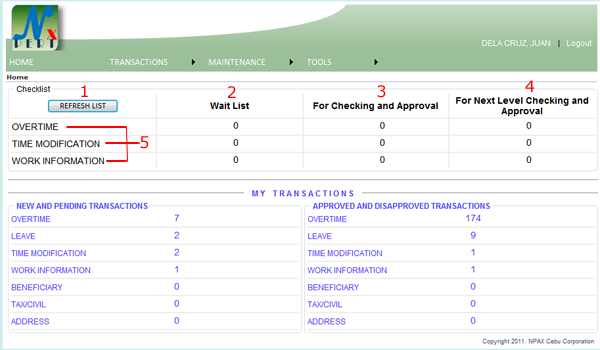 Nx
PERT
DELA CRUZ, JUAN | Logout
HOME TRANSACTIONS MAINTENANCE TOOLS
Home
Checklist
1 2 3 4
REFRESH LIST Wait List For Checking and Approval For Next Level Checking and Approval
OVERTIME 0 0 0
TIME MODIFICATION 5 0 0 0
WORK INFORMATION 0 0 0
MY TRANSACTIONS
NEW AND PENDING TRANSACTIONS
OVERTIME 7
LEAVE 2
TIME MODIFICATION 2
WORK INFORMATION 1
BENEFICIARY 0
TAX/CIVIL 0
ADDRESS 0
APPROVED AND DISAPPROVED TRANSACTIONS
OVERTIME 174
LEAVE 9
TIME MODIFICATION 1
WORK INFORMATION 1
BENEFICIARY 0
TAX/CIVIL 0
ADDRESS 0
Copyright 2011. NPAX Cebu Corporation